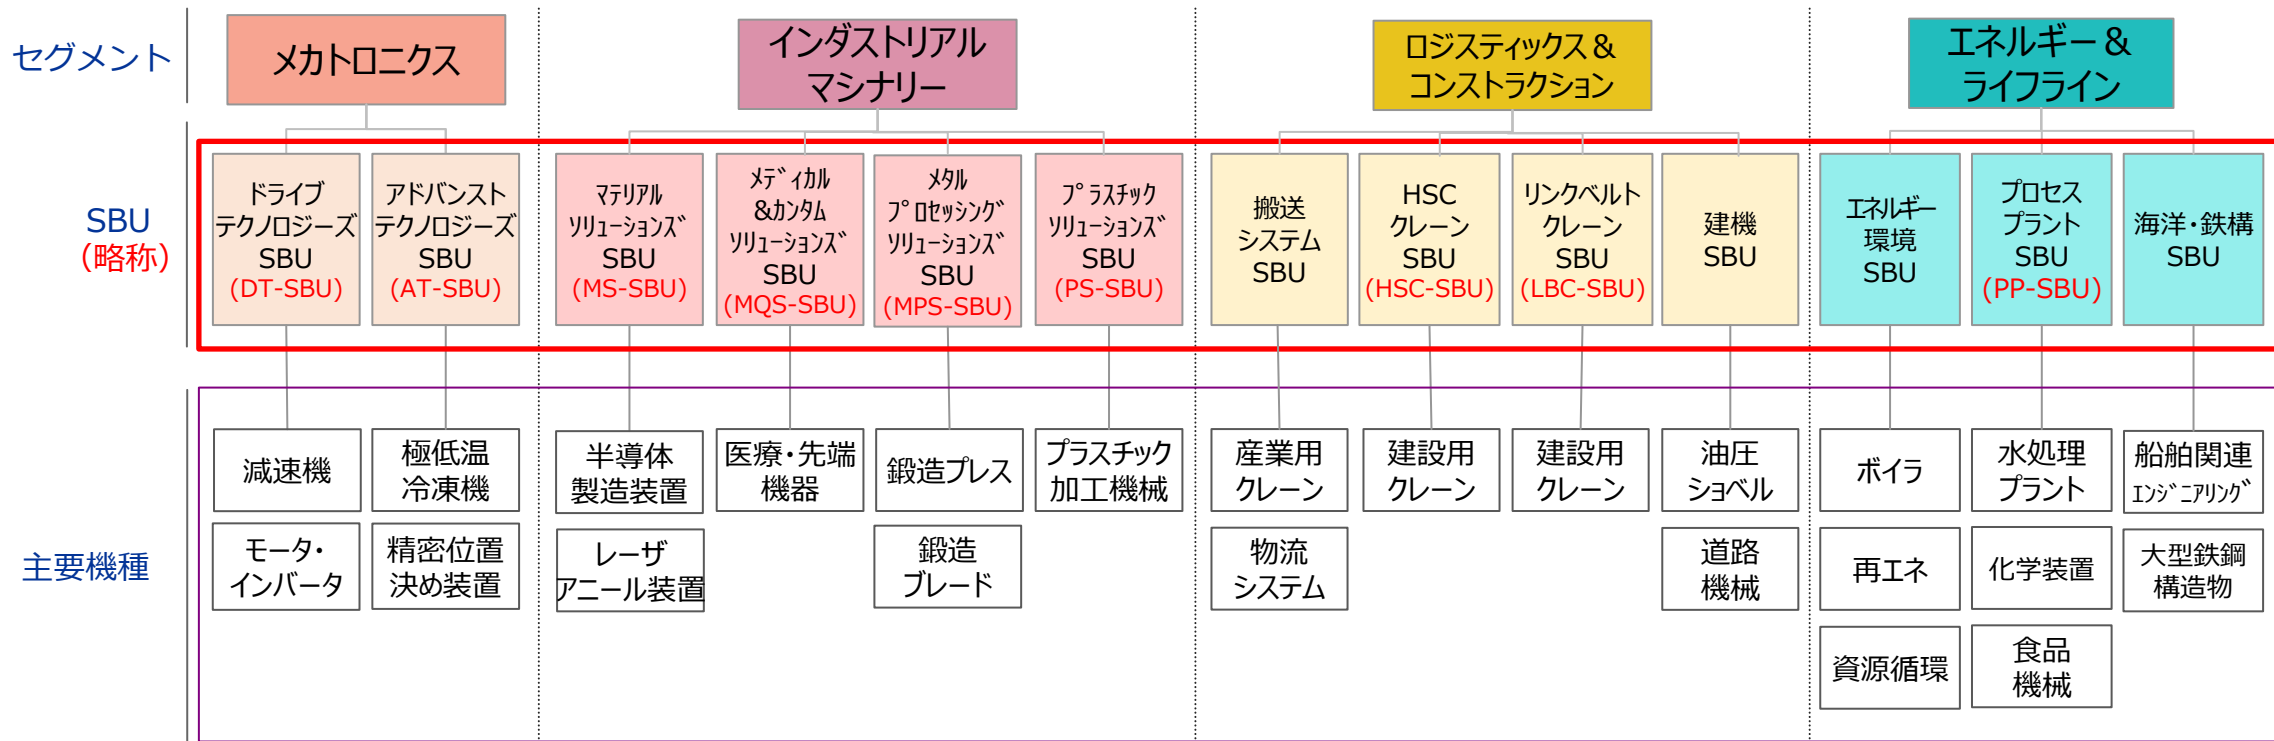 セグメント
メカトロニクス
インダストリアル
マシナリー
ロジスティックス&
コンストラクション
エネルギー&
ライフライン
SBU
(略称)
ドライブ
テクノロジーズ
SBU
(DT-SBU)
アドバンスト
テクノロジーズ
SBU
(AT-SBU)
ﾏﾃﾘｱﾙ
ｿﾘｭｰｼｮﾝｽﾞ
SBU
(MS-SBU)
ﾒﾃﾞｨｶﾙ
&ｶﾝﾀﾑ
ｿﾘｭｰｼｮﾝｽﾞ
SBU
(MQS-SBU)
ﾒﾀﾙ
ﾌﾟﾛｾｯｼﾝｸﾞ
ｿﾘｭｰｼｮﾝｽﾞ
SBU
(MPS-SBU)
ﾌﾟﾗｽﾁｯｸ
ｿﾘｭｰｼｮﾝｽﾞ
SBU
(PS-SBU)
搬送
システム
SBU
HSC
クレーン
SBU
(HSC-SBU)
リンクベルト
クレーン
SBU
(LBC-SBU)
建機
SBU
エネルギー
環境
SBU
プロセス
プラント
SBU
(PP-SBU)
海洋・鉄構
SBU
主要機種
減速機
モータ・
インバータ
極低温
冷凍機
精密位置
決め装置
半導体
製造装置
レーザ
アニール装置
医療・先端
機器
鍛造プレス
鍛造
ブレード
プラスチック
加工機械
産業用
クレーン
物流
システム
建設用
クレーン
建設用
クレーン
油圧
ショベル
道路
機械
ボイラ
再エネ
資源循環
水処理
プラント
化学装置
食品
機械
船舶関連
ｴﾝｼﾞﾆｱﾘﾝｸﾞ
大型鉄鋼
構造物